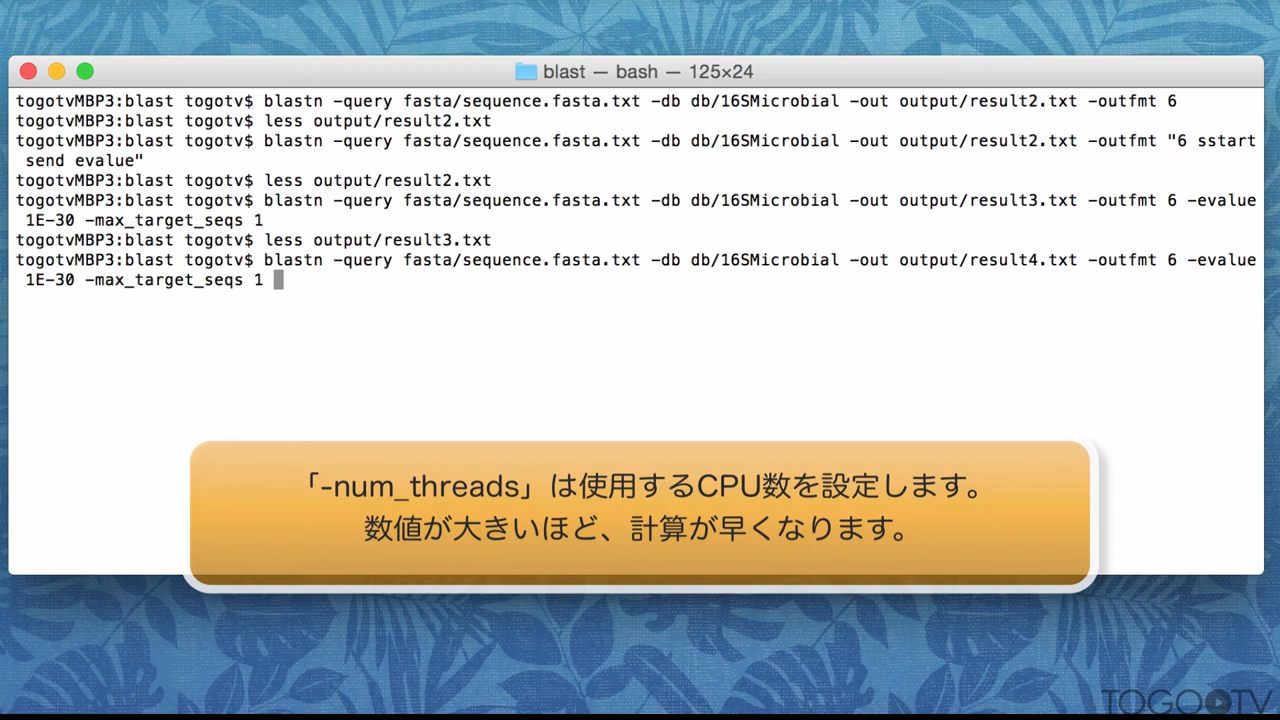 blast — bash — 125×24
togotvMBP3:blast togotv$ blastn -query fasta/sequence.fasta.txt -db db/16SMicrobial -out output/result2.txt -outfmt 6
togotvMBP3:blast togotv$ less output/result2.txt
togotvMBP3:blast togotv$ blastn -query fasta/sequence.fasta.txt -db db/16SMicrobial -out output/result2.txt -outfmt "6 sstart
send evalue"
togotvMBP3:blast togotv$ less output/result2.txt
togotvMBP3:blast togotv$ blastn -query fasta/sequence.fasta.txt -db db/16SMicrobial -out output/result3.txt -outfmt 6 -evalue
1E-30 -max_target_seqs 1
togotvMBP3:blast togotv$ less output/result3.txt
togotvMBP3:blast togotv$ blastn -query fasta/sequence.fasta.txt -db db/16SMicrobial -out output/result4.txt -outfmt 6 -evalue
1E-30 -max_target_seqs 1
「-num_threads」は使用するCPU数を設定します。
数値が大きいほど、計算が早くなります。
TOGOTV